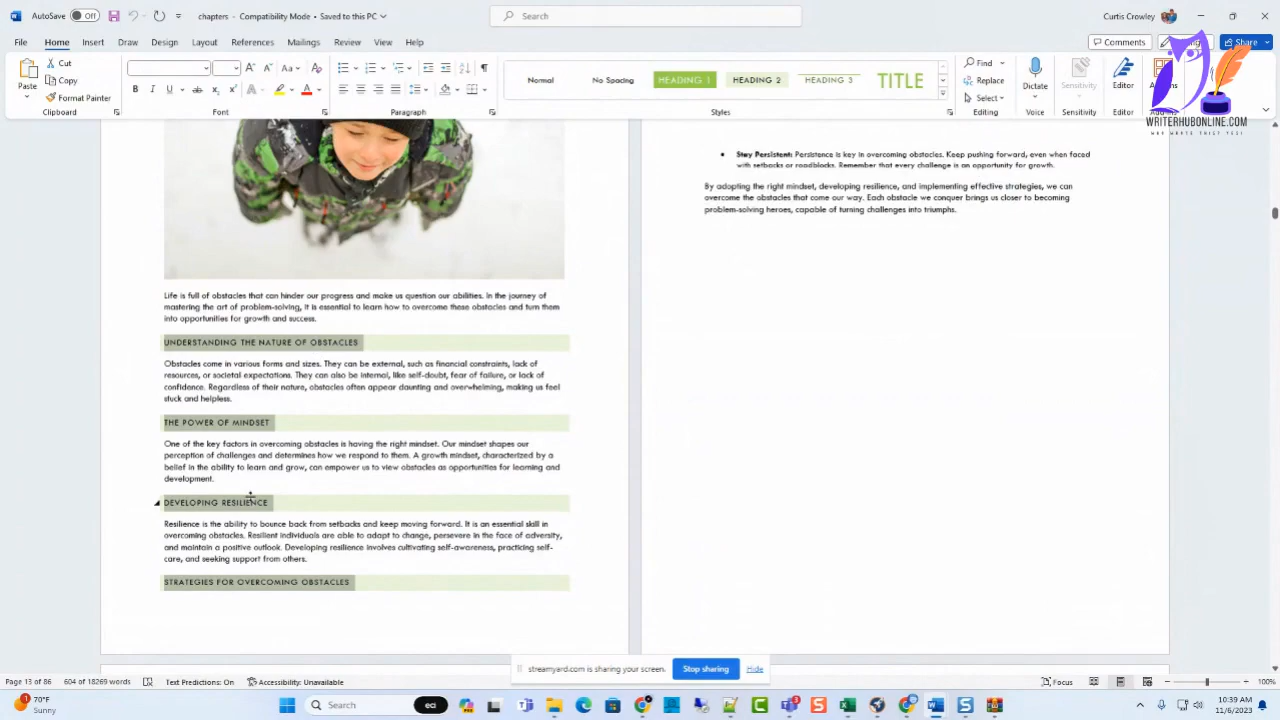 AutoSave Off chapters - Compatibility Mode - Saved to this PC Search Curtis Crowley
File Home Insert Draw Design Layout References Mailings Review View Help Comments Share
Paste Cut Copy Format Painter
Normal No Spacing HEADING 1 HEADING 2 HEADING 3 TITLE
Find Replace Select Dictate Sensitivity Editor
Clipboard Font Paragraph Styles Editing Voice Sensitivity Editor
WRITERHUBONLINE.COM
Life is full of obstacles that can hinder our progress and make us question our abilities. In the journey of
mastering the art of problem-solving, it is essential to learn how to overcome these obstacles and turn them
into opportunities for growth and success.
UNDERSTANDING THE NATURE OF OBSTACLES
Obstacles come in various forms and sizes. They can be external, such as financial constraints, lack of
resources, or societal expectations. They can also be internal, like self-doubt, fear of failure, or lack of
confidence. Regardless of their nature, obstacles often appear daunting and overwhelming, making us feel
stuck and helpless.
THE POWER OF MINDSET
One of the key factors in overcoming obstacles is having the right mindset. Our mindset shapes our
perception of challenges and determines how we respond to them. A growth mindset, characterized by a
belief in the ability to learn and grow, can empower us to view obstacles as opportunities for learning and
development.
DEVELOPING RESILIENCE
Resilience is the ability to bounce back from setbacks and keep moving forward. It is an essential skill in
overcoming obstacles. Resilient individuals are able to adapt to change, persevere in the face of adversity,
and maintain a positive outlook. Developing resilience involves cultivating self-awareness, practicing self-
care, and seeking support from others.
STRATEGIES FOR OVERCOMING OBSTACLES
• Stay Persistent: Persistence is key in overcoming obstacles. Keep pushing forward, even when faced
with setbacks or roadblocks. Remember that every challenge is an opportunity for growth.
By adopting the right mindset, developing resilience, and implementing effective strategies, we can
overcome the obstacles that come our way. Each obstacle we conquer brings us closer to becoming
problem-solving heroes, capable of turning challenges into triumphs.
streamyard.com is sharing your screen. Stop sharing Hide
of 86 604 of 18269 words Text Predictions: On Accessibility: Unavailable Focus 100%
70°F
Sunny
Search
10:39 AM
11/6/2023